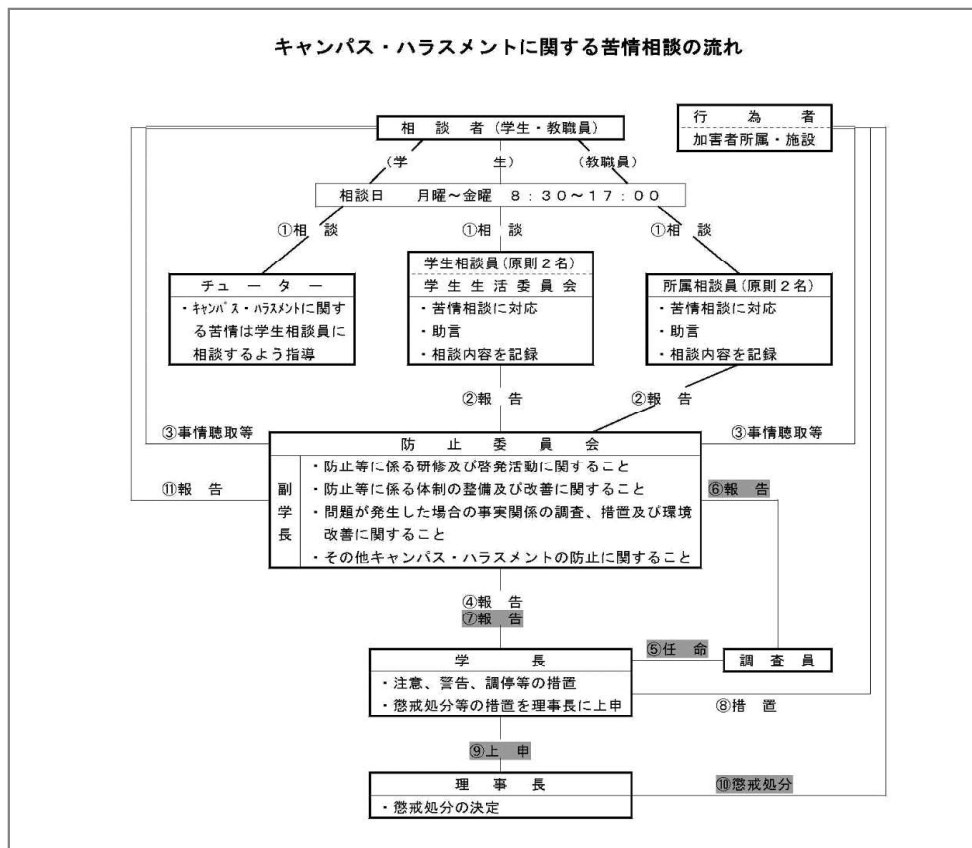 キャンパス・ハラスメントに関する苦情相談の流れ
相談者(学生・教職員)
行為者
加害者所属・施設
(学生)
(教職員)
相談日 月曜~金曜 8:30~17:00
①相談
①相談
①相談
チューター
・キャンパス・ハラスメントに関す
る苦情は学生相談員に
相談するよう指導
学生相談員(原則2名)
学生生活委員会
・苦情相談に対応
・助言
・相談内容を記録
所属相談員(原則2名)
・苦情相談に対応
・助言
・相談内容を記録
②報告
②報告
③事情聴取等
③事情聴取等
防止委員会
副学長
・防止等に係る研修及び啓発活動に関すること
・防止等に係る体制の整備及び改善に関すること
・問題が発生した場合の事実関係の調査、措置及び環境
改善に関すること
・その他キャンパス・ハラスメントの防止に関すること
⑪報告
⑥報告
④報告
⑦報告
学長
・注意、警告、調停等の措置
・懲戒処分等の措置を理事長に上申
⑤任命
調査員
⑧措置
⑨上申
理事長
・懲戒処分の決定
⑩懲戒処分